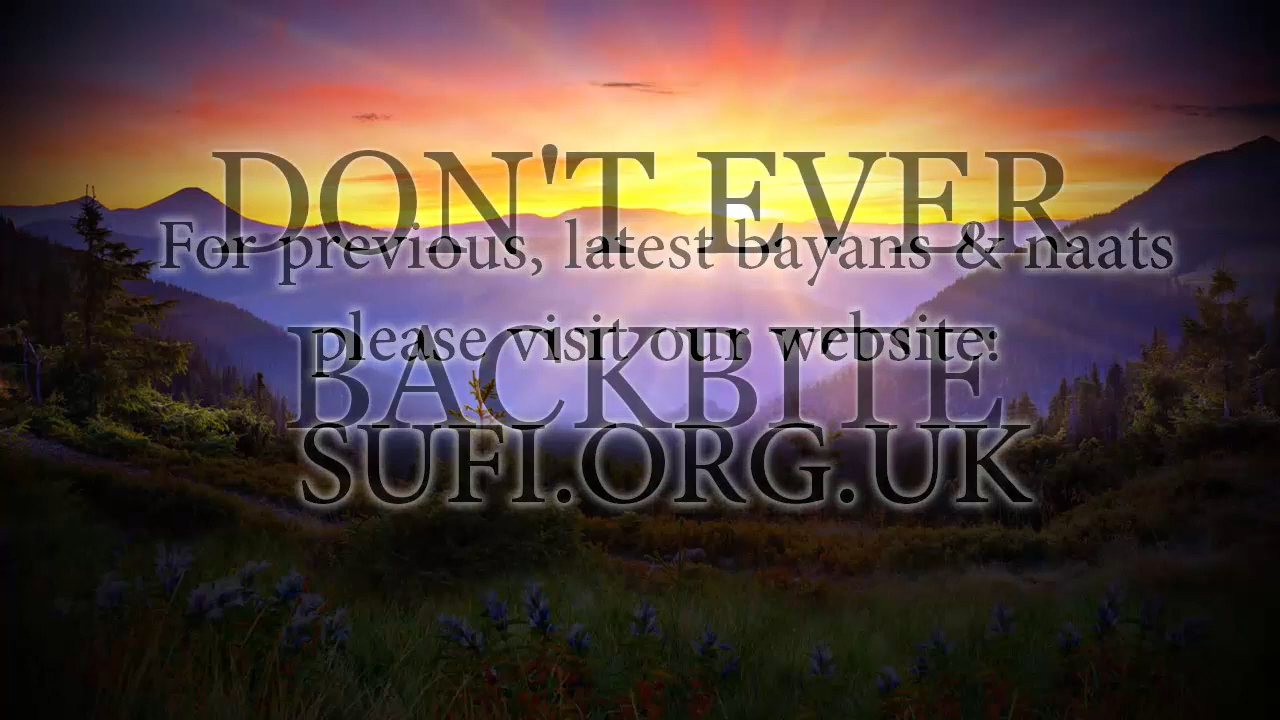 DON'T EVER
For previous, latest bayans & naats
please visit our website:
BACKBITE
SUFI.ORG.UK